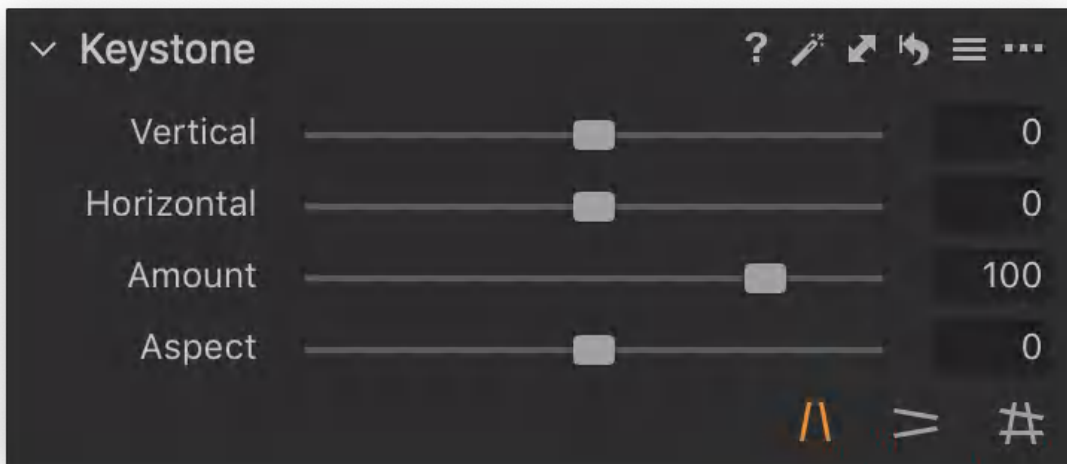 Keystone ?
Vertical 0
Horizontal 0
Amount 100
Aspect 0